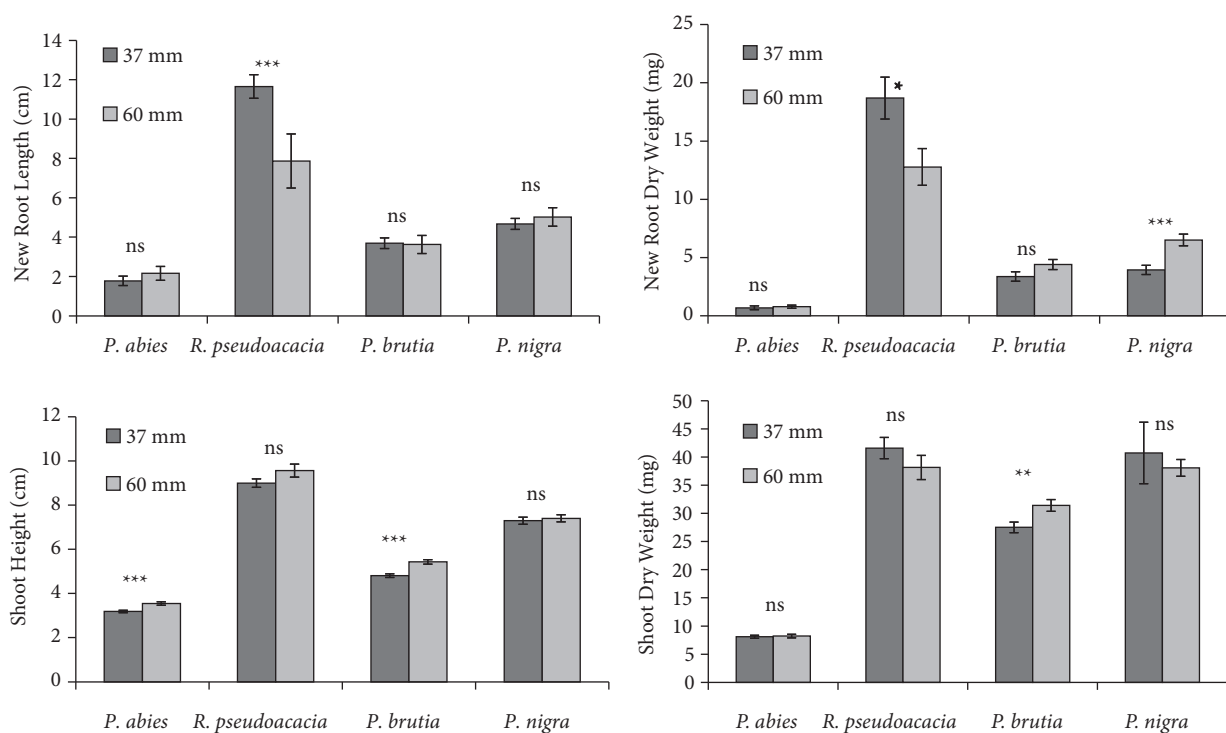 New Root Length (cm)
14
12
10
8
6
4
2
0
37 mm
60 mm
ns
***
ns
ns
P. abies R. pseudoacacia P. brutia P. nigra
New Root Dry Weight (mg)
25
20
15
10
5
0
37 mm
60 mm
ns
*
ns
***
P. abies R. pseudoacacia P. brutia P. nigra
Shoot Height (cm)
12
10
8
6
4
2
0
37 mm
60 mm
***
ns
***
ns
P. abies R. pseudoacacia P. brutia P. nigra
Shoot Dry Weight (mg)
50
45
40
35
30
25
20
15
10
5
0
37 mm
60 mm
ns
ns
**
ns
P. abies R. pseudoacacia P. brutia P. nigra